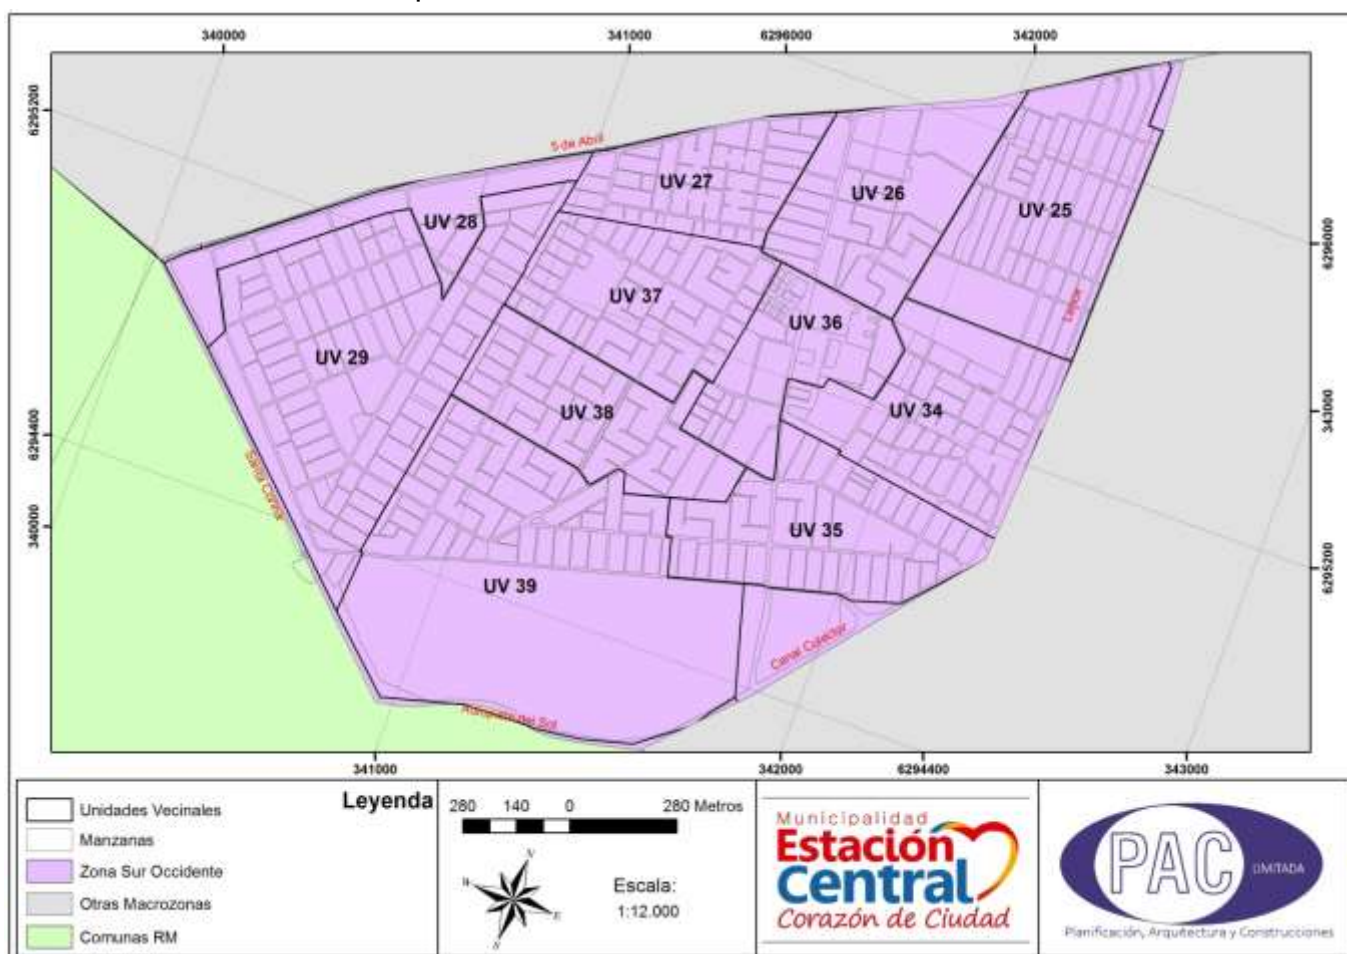 340000
341000
6296000
342000
6295200
5 de Abril
UV 27
UV 26
UV 28
UV 25
6296000
UV 37
UV 36
UV 29
UV 38
UV 34
343000
6294400
340000
UV 35
6295200
UV 39
Canal Colector
341000
342000
6294400
343000
Leyenda
Unidades Vecinales
Manzanas
Zona Sur Occidente
Otras Macrozonas
Comunas RM
280 140 0 280 Metros
N
W
E
S
Escala:
1:12.000
Municipalidad
Estación
Central
Corazón de Ciudad
PAC
LIMITADA
Planificación, Arquitectura y Construcciones